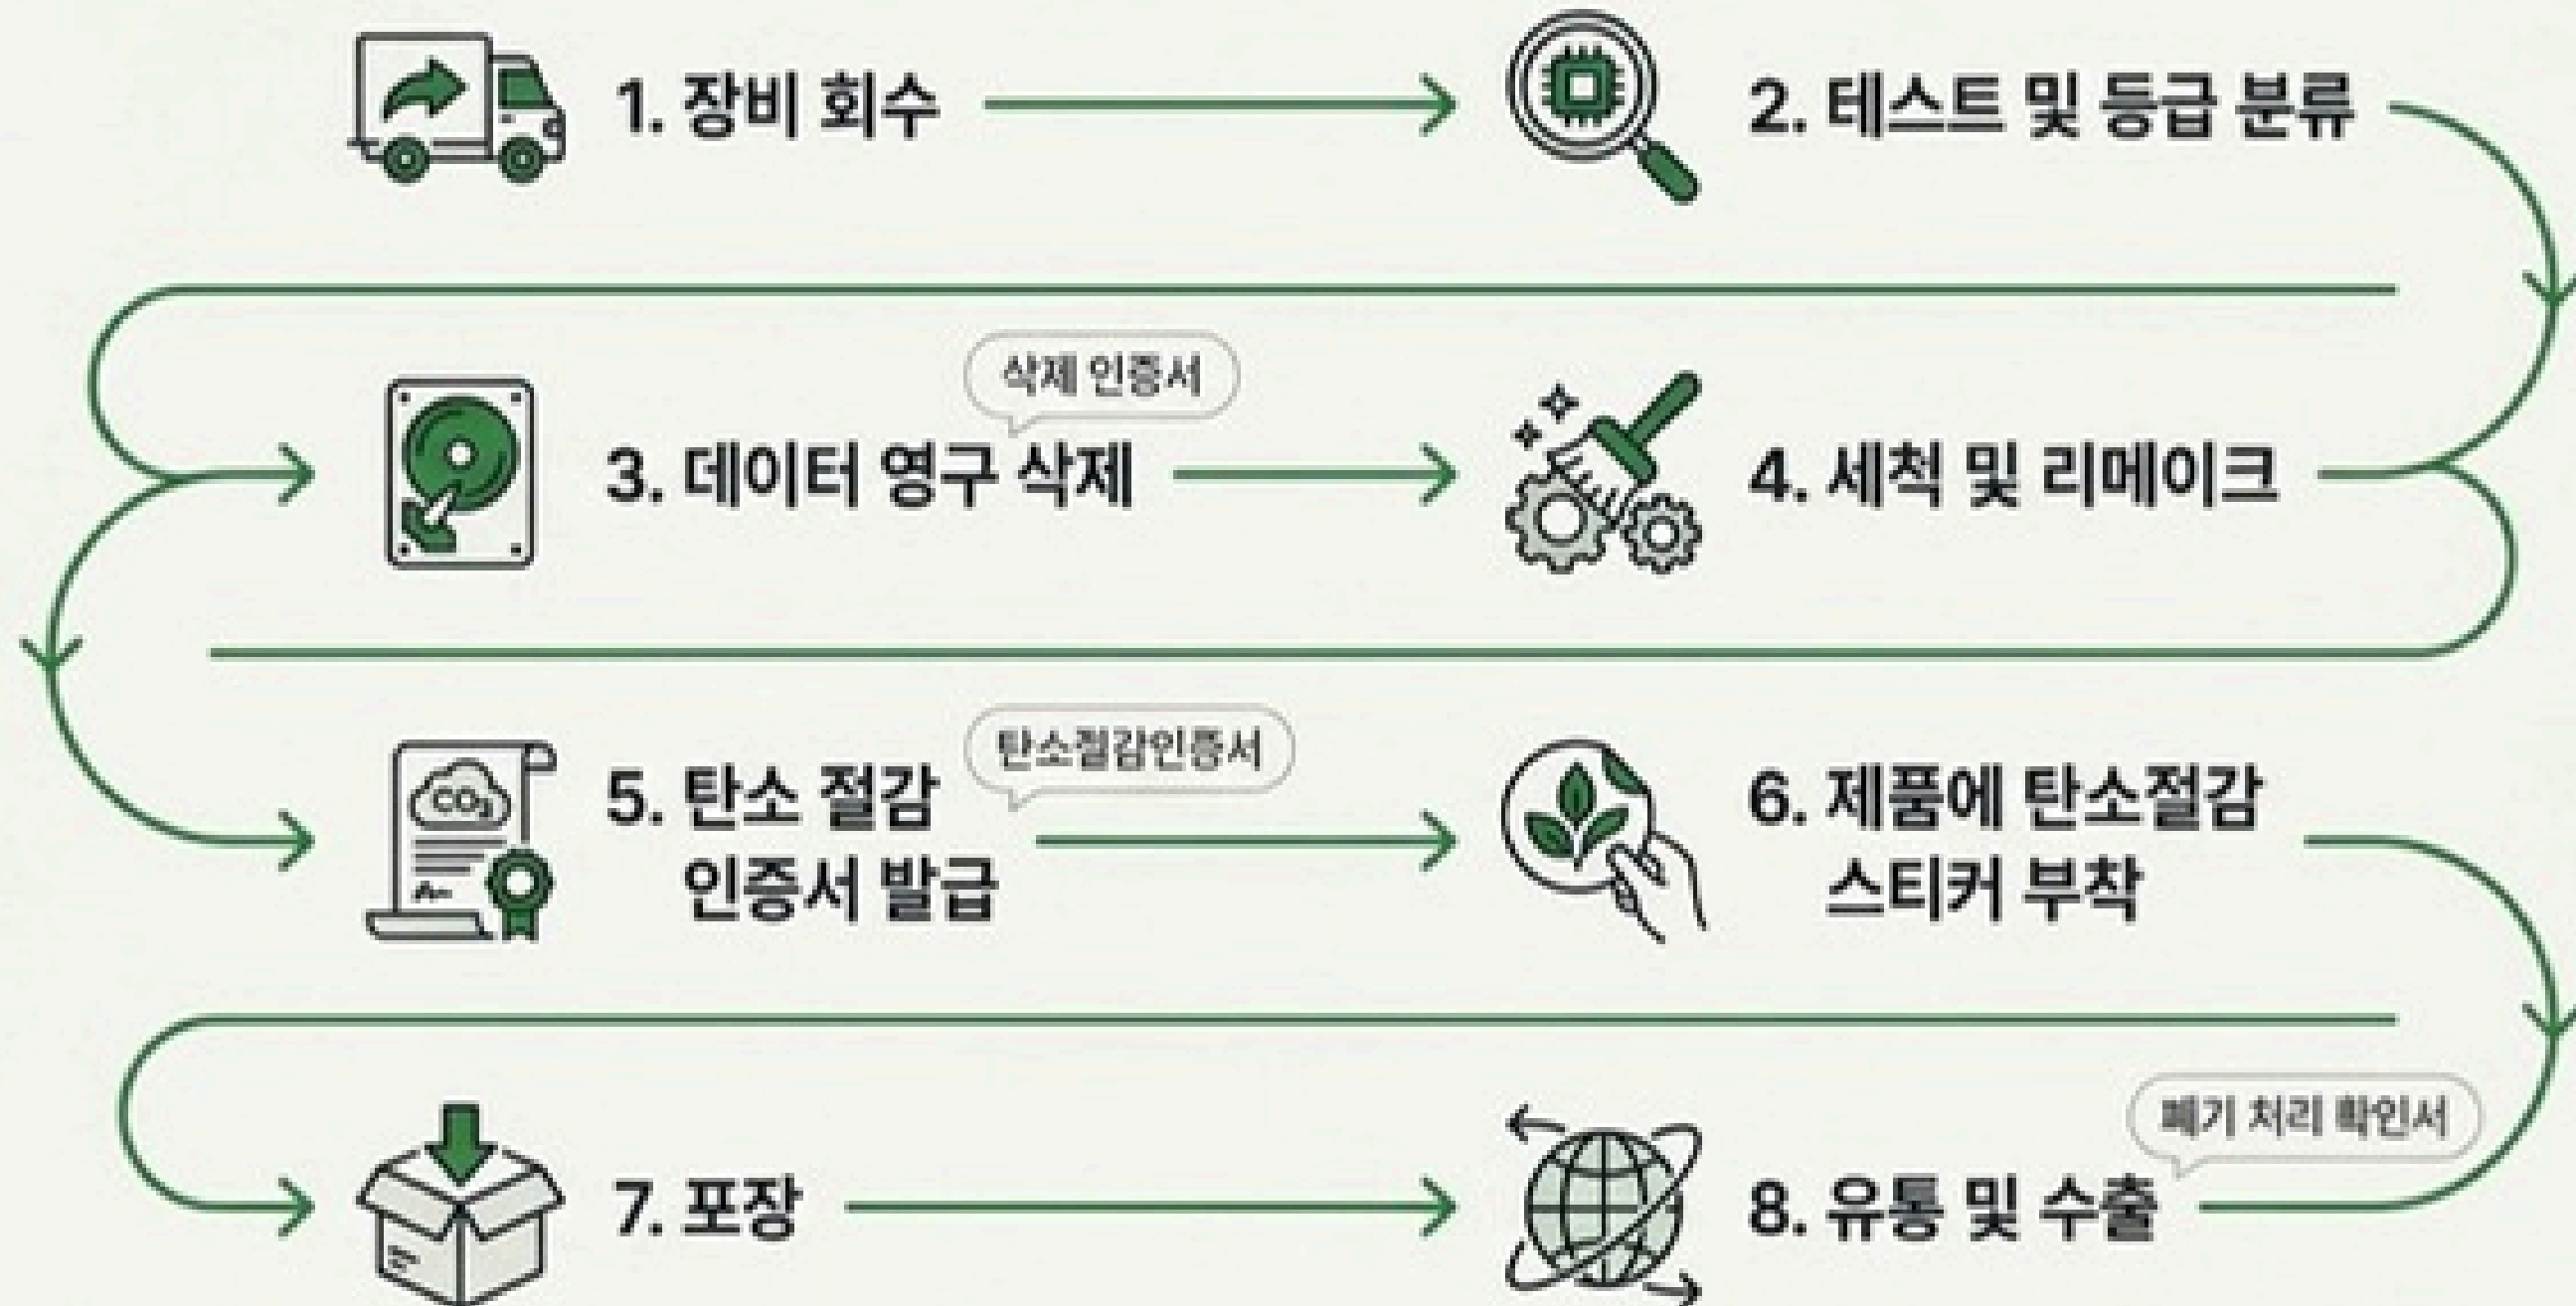 1. 장비 회수
2. 테스트 및 등급 분류
삭제 인증서
3. 데이터 영구 삭제
4. 세척 및 리메이크
탄소절감인증서
CO₂
5. 탄소 절감
인증서 발급
6. 제품에 탄소절감
스티커 부착
폐기 처리 확인서
7. 포장
8. 유통 및 수출